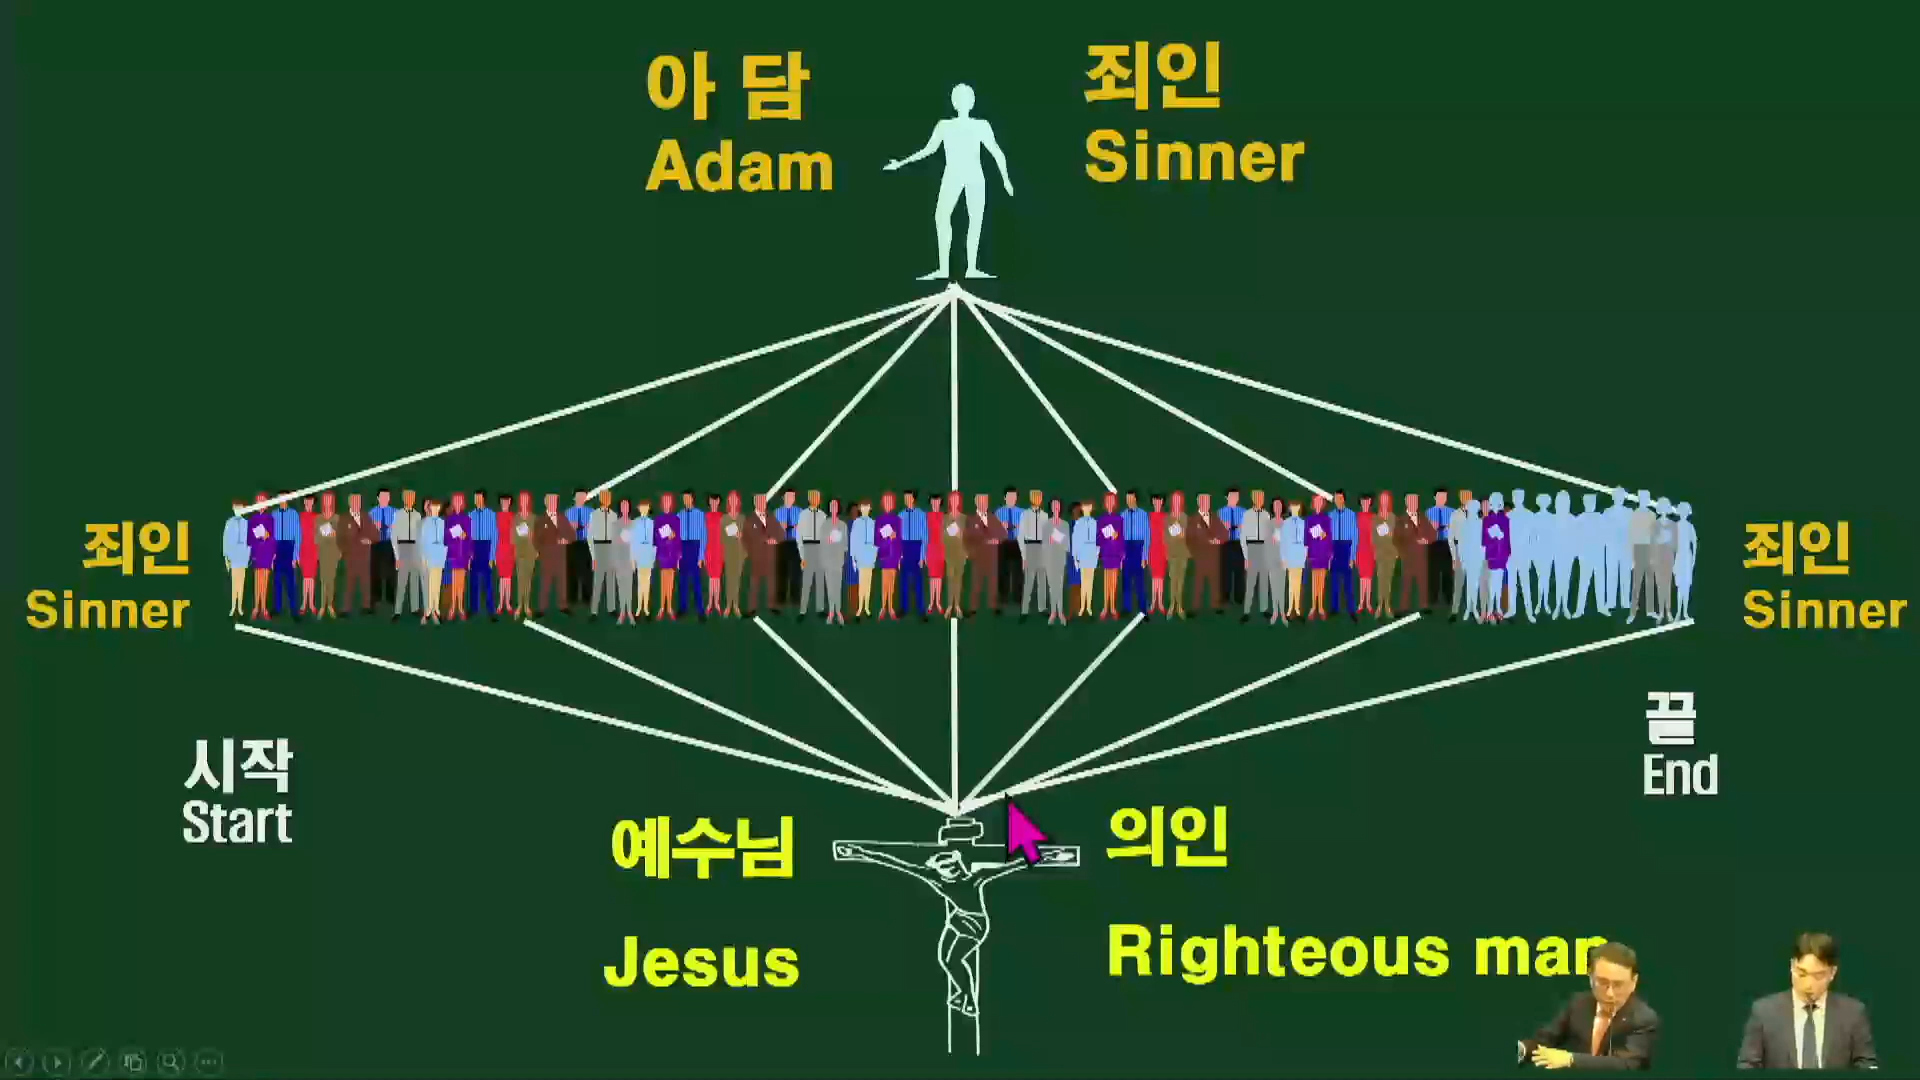 아 담
Adam
죄인
Sinner
죄인
Sinner
죄인
Sinner
시작
Start
끝
End
예수님
Jesus
의인
Righteous man